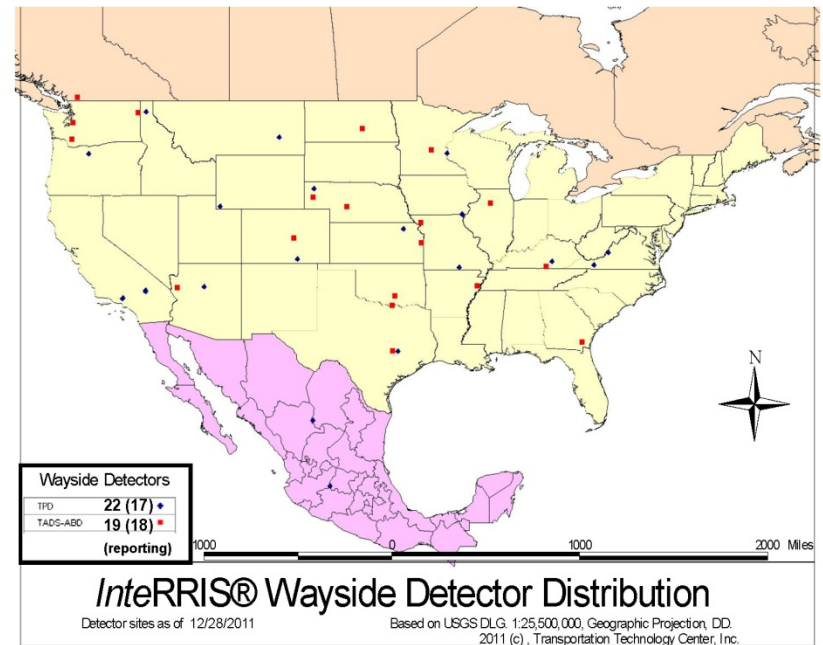 N
Wayside Detectors
TPD 22 (17)
TADS-ABD 19 (18)
(reporting)
1000 0 1000 2000 Miles
InteRRIS® Wayside Detector Distribution
Detector sites as of 12/28/2011
Based on USGS DLG. 1:25,500,000, Geographic Projection, DD.
2011 (c) , Transportation Technology Center, Inc.